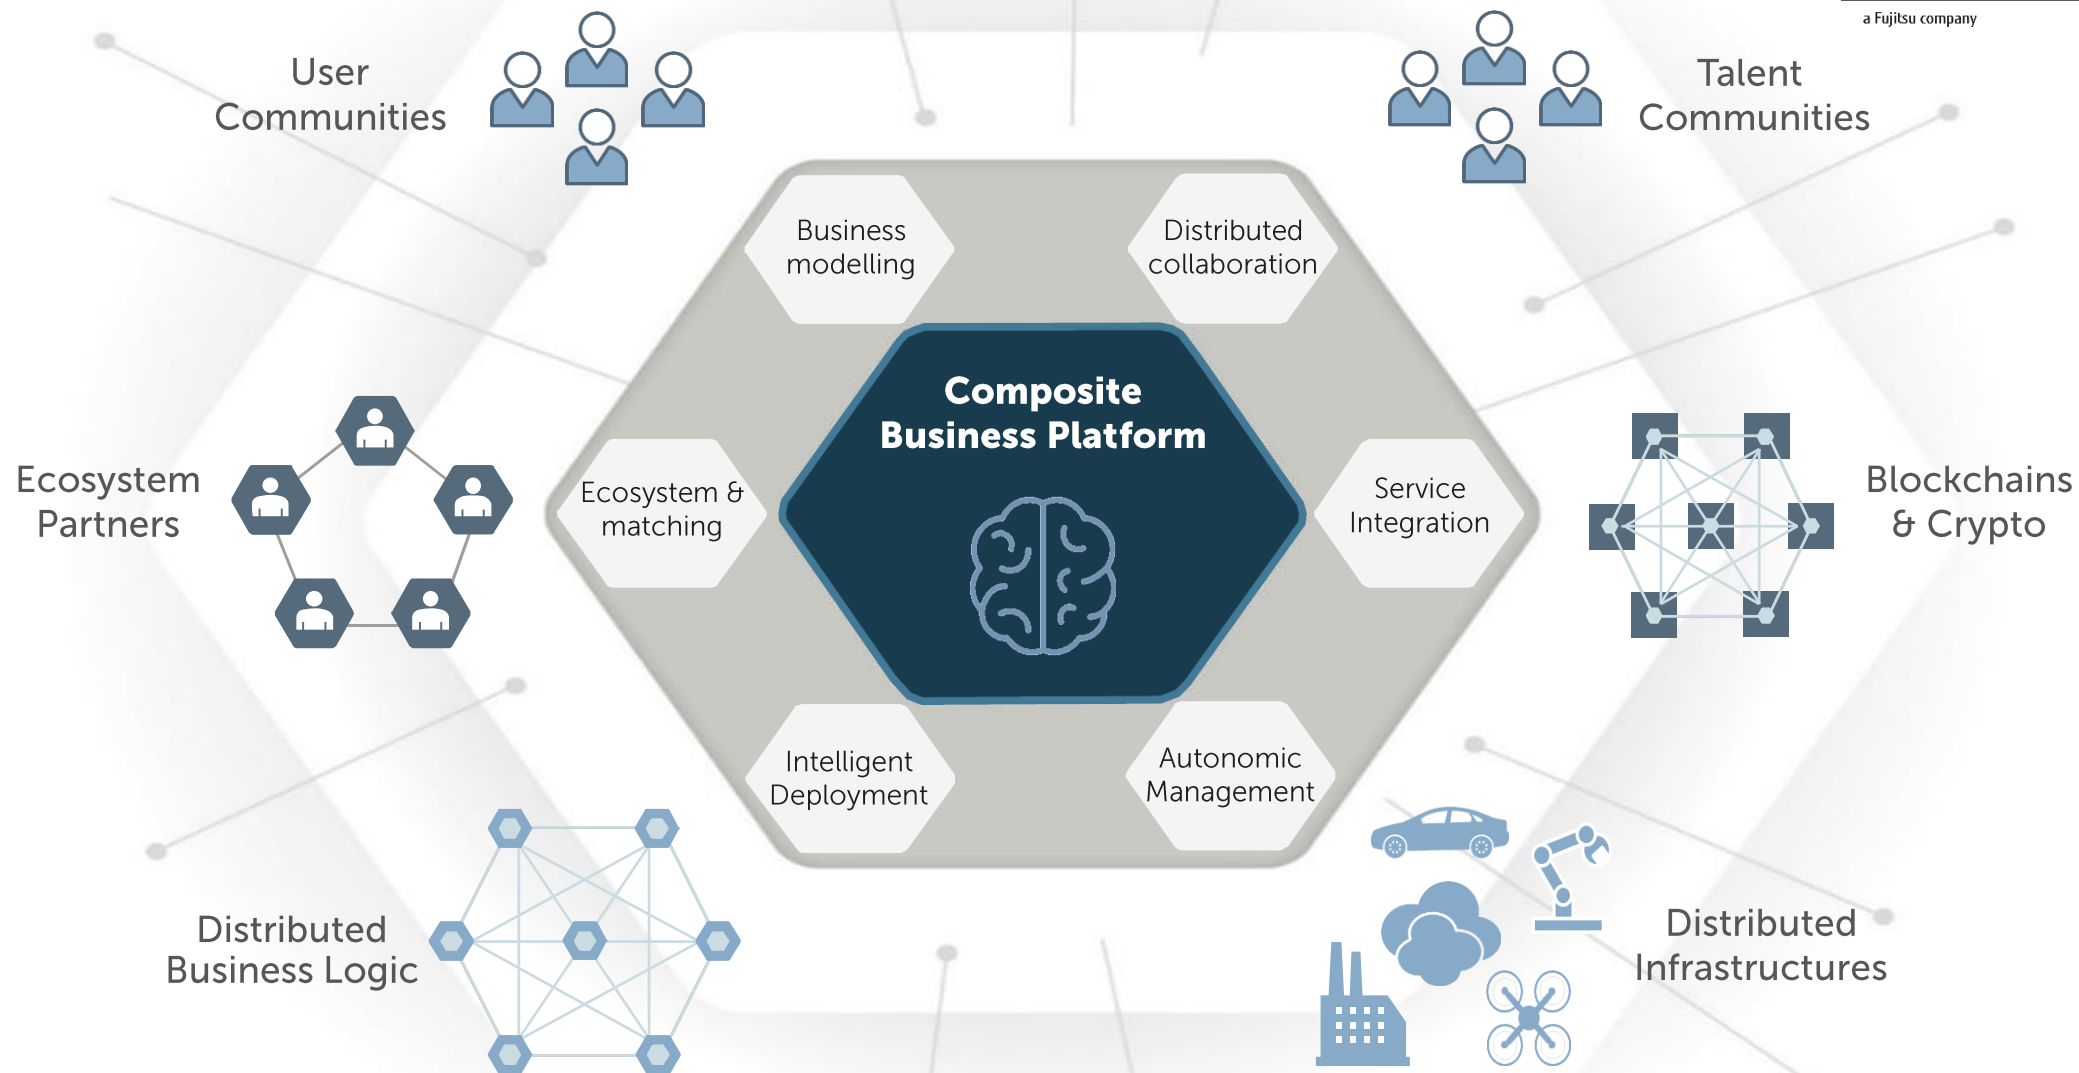 a Fujitsu company
User
Communities
Talent
Communities
Business
modelling
Distributed
collaboration
Composite
Business Platform
Ecosystem
Partners
Ecosystem &
matching
Service
Integration
Blockchains
& Crypto
Intelligent
Deployment
Autonomic
Management
Distributed
Business Logic
Distributed
Infrastructures